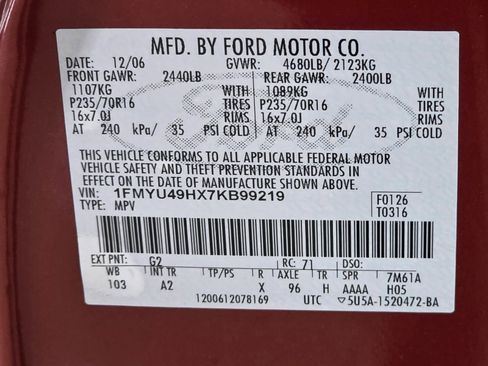 MFD. BY FORD MOTOR CO.
DATE: 12/06 GVWR: 4680LB/ 2123KG
FRONT GAWR: 2440LB REAR GAWR: 2400LB
1107KG WITH 1089KG WITH
P235/70R16 TIRES P235/70R16 TIRES
16x7.0J RIMS 16x7.0J RIMS
AT 240 kPa/ 35 PSI COLD AT 240 kPa/ 35 PSI COLD
THIS VEHICLE CONFORMS TO ALL APPLICABLE FEDERAL MOTOR
VEHICLE SAFETY AND THEFT PREVENTION STANDARDS IN
EFFECT ON THE DATE OF MANUFACTURE SHOWN ABOVE.
VIN: 1FMYU49HX7KB99219 F0126
TYPE: MPV T0316
EXT PNT: G2 RC: 71 DSO:
WB INT TR TP/PS R AXLE TR SPR 7M61A
103 A2 X 96 H AAAA H05
1200612078169 UTC ▽5U5A-1520472-BA
Ford